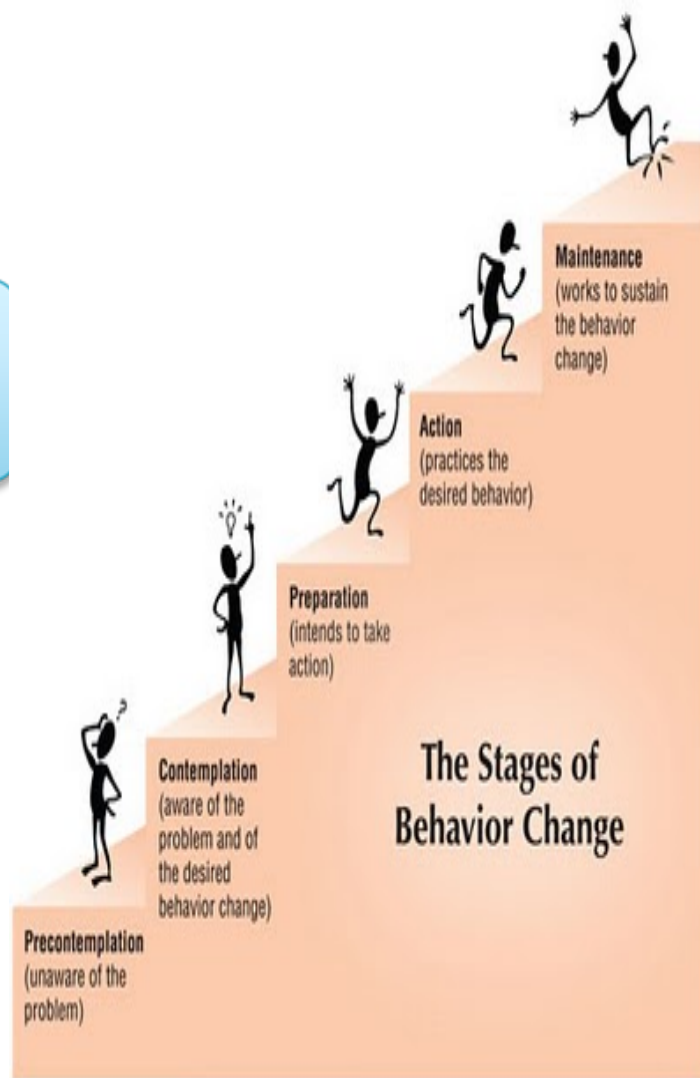 Maintenance
(works to sustain
the behavior
change)
Action
(practices the
desired behavior)
Preparation
(intends to take
action)
Contemplation
(aware of the
problem and of
the desired
behavior change)
Precontemplation
(unaware of the
problem)
The Stages of
Behavior Change
?